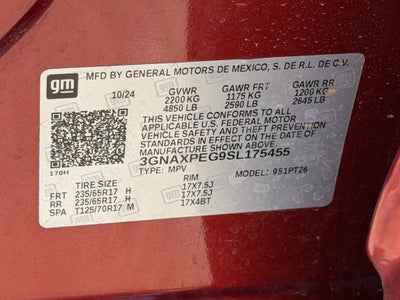 gm
MFD BY GENERAL MOTORS DE MEXICO, S. DE R.L. DE C.V.
10/24 GVWR GAWR FRT GAWR RR
2200 KG 1175 KG 1200 KG
4850 LB 2590 LB 2645 LB
THIS VEHICLE CONFORMS TO ALL APPLICABLE
U.S. FEDERAL MOTOR VEHICLE SAFETY AND
THEFT PREVENTION STANDARDS IN EFFECT ON THE
DATE OF MANUFACTURE SHOWN ABOVE.
3GNAXPEG9SL175455
170H TYPE: MPV 951PT26
TIRE SIZE RIM
FRT 235/65R17 H 17X7.5J
RR 235/65R17 H 17X7.5J
SPA T125/70R17 M 17X4BT